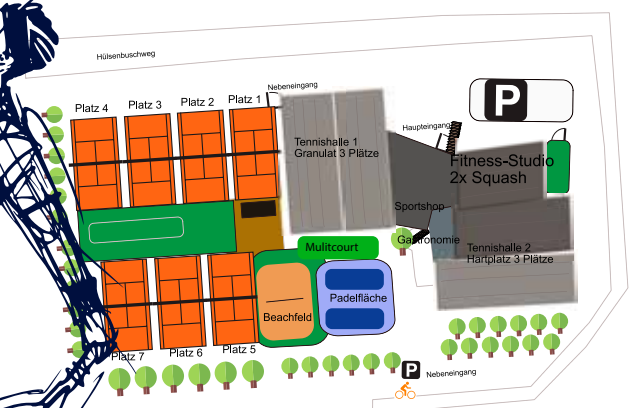 Hülsenbuschweg
Platz 4
Platz 3
Platz 2
Platz 1
Nebeneingang
P
Tennishalle 1
Granulat 3 Plätze
Haupteingang
Fitness-Studio
2x Squash
Sportshop
Gastronomie
Tennishalle 2
Hartplatz 3 Plätze
Mulitcourt
Padelfläche
Beachfeld
Platz 7
Platz 6
Platz 5
P
Nebeneingang